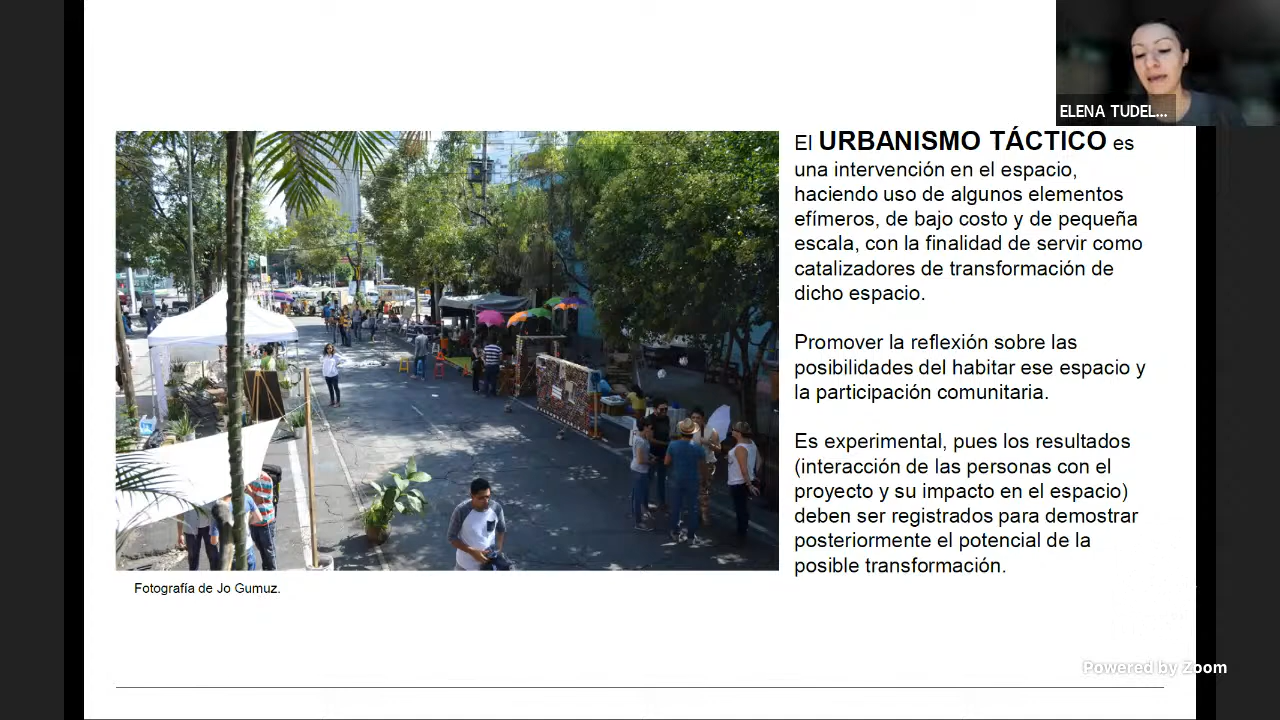 ELENA TUDEL...
El URBANISMO TÁCTICO es
una intervención en el espacio,
haciendo uso de algunos elementos
efímeros, de bajo costo y de pequeña
escala, con la finalidad de servir como
catalizadores de transformación de
dicho espacio.
Promover la reflexión sobre las
posibilidades del habitar ese espacio y
la participación comunitaria.
Es experimental, pues los resultados
(interacción de las personas con el
proyecto y su impacto en el espacio)
deben ser registrados para demostrar
posteriormente el potencial de la
posible transformación.
Fotografía de Jo Gumuz.
Powered by Zoom